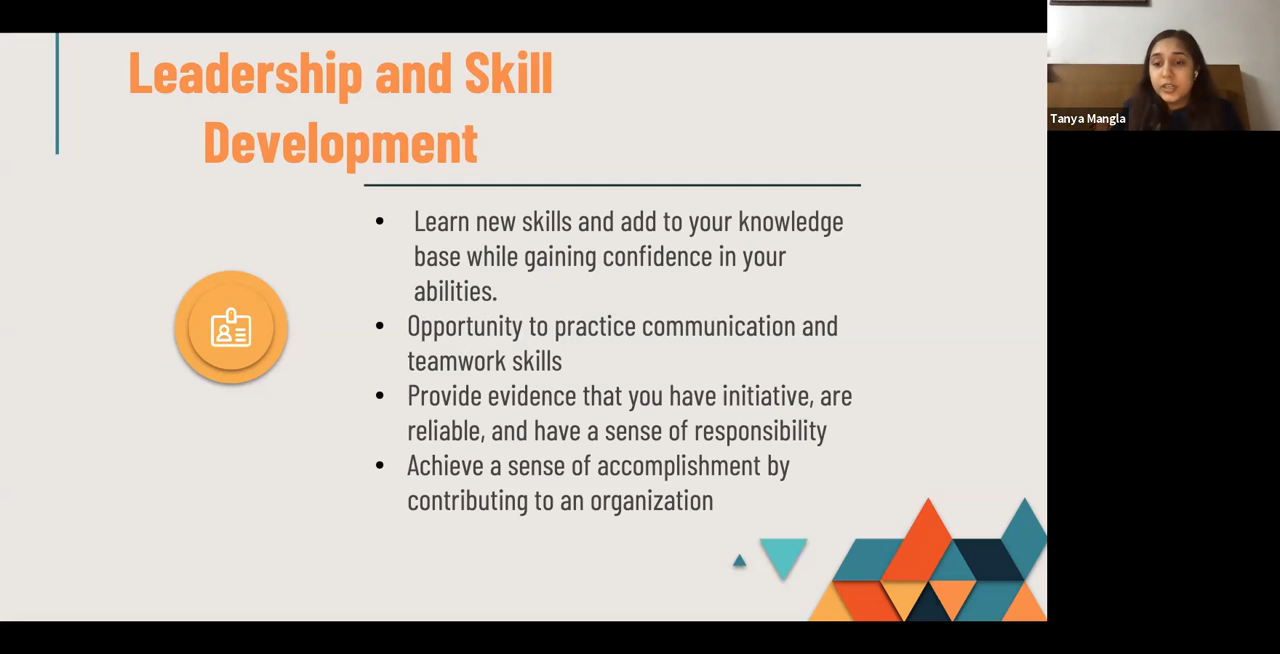 Leadership and Skill
Development
• Learn new skills and add to your knowledge
base while gaining confidence in your
abilities.
• Opportunity to practice communication and
teamwork skills
• Provide evidence that you have initiative, are
reliable, and have a sense of responsibility
• Achieve a sense of accomplishment by
contributing to an organization
Tanya Mangla